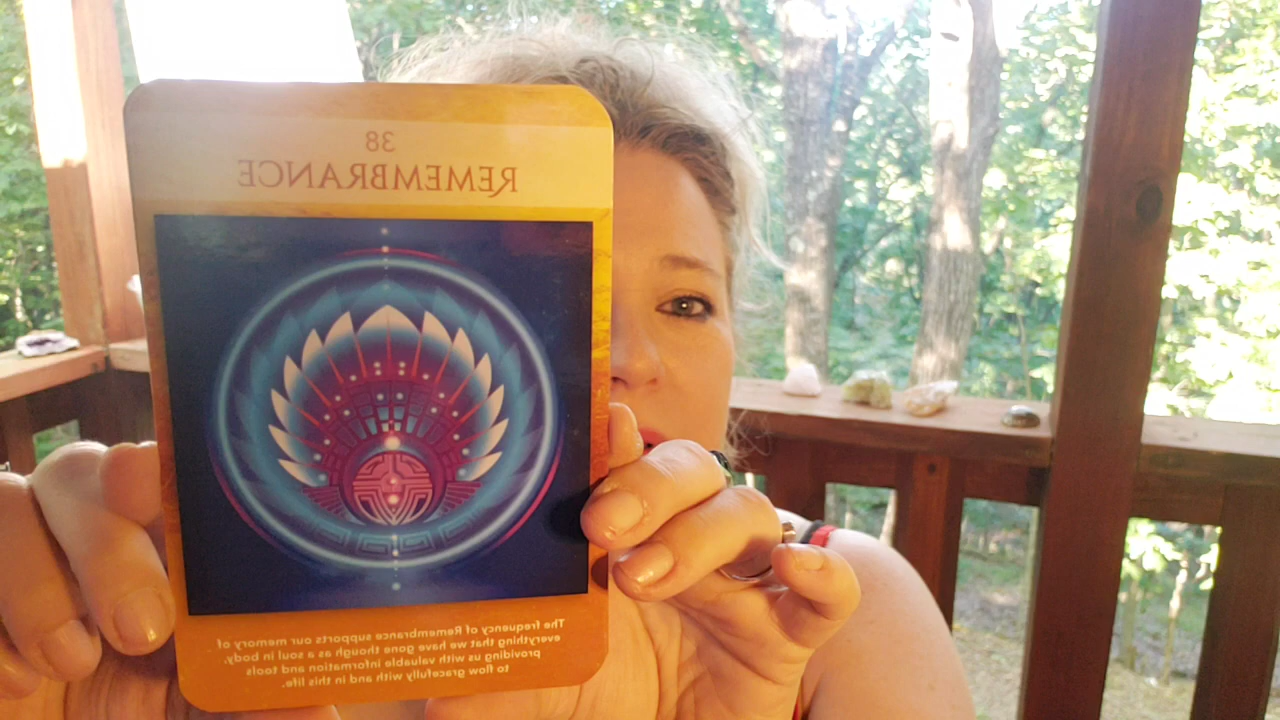 38
REMEMBRANCE
The frequency of Remembrance supports our memory of
everything that we have gone though as a soul in body,
providing us with valuable information and tools
to flow gracefully with and in this life.